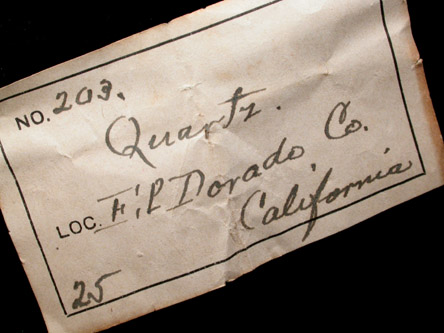 NO. 203.
Quartz.
LOC. El Dorado, Co.
California
25